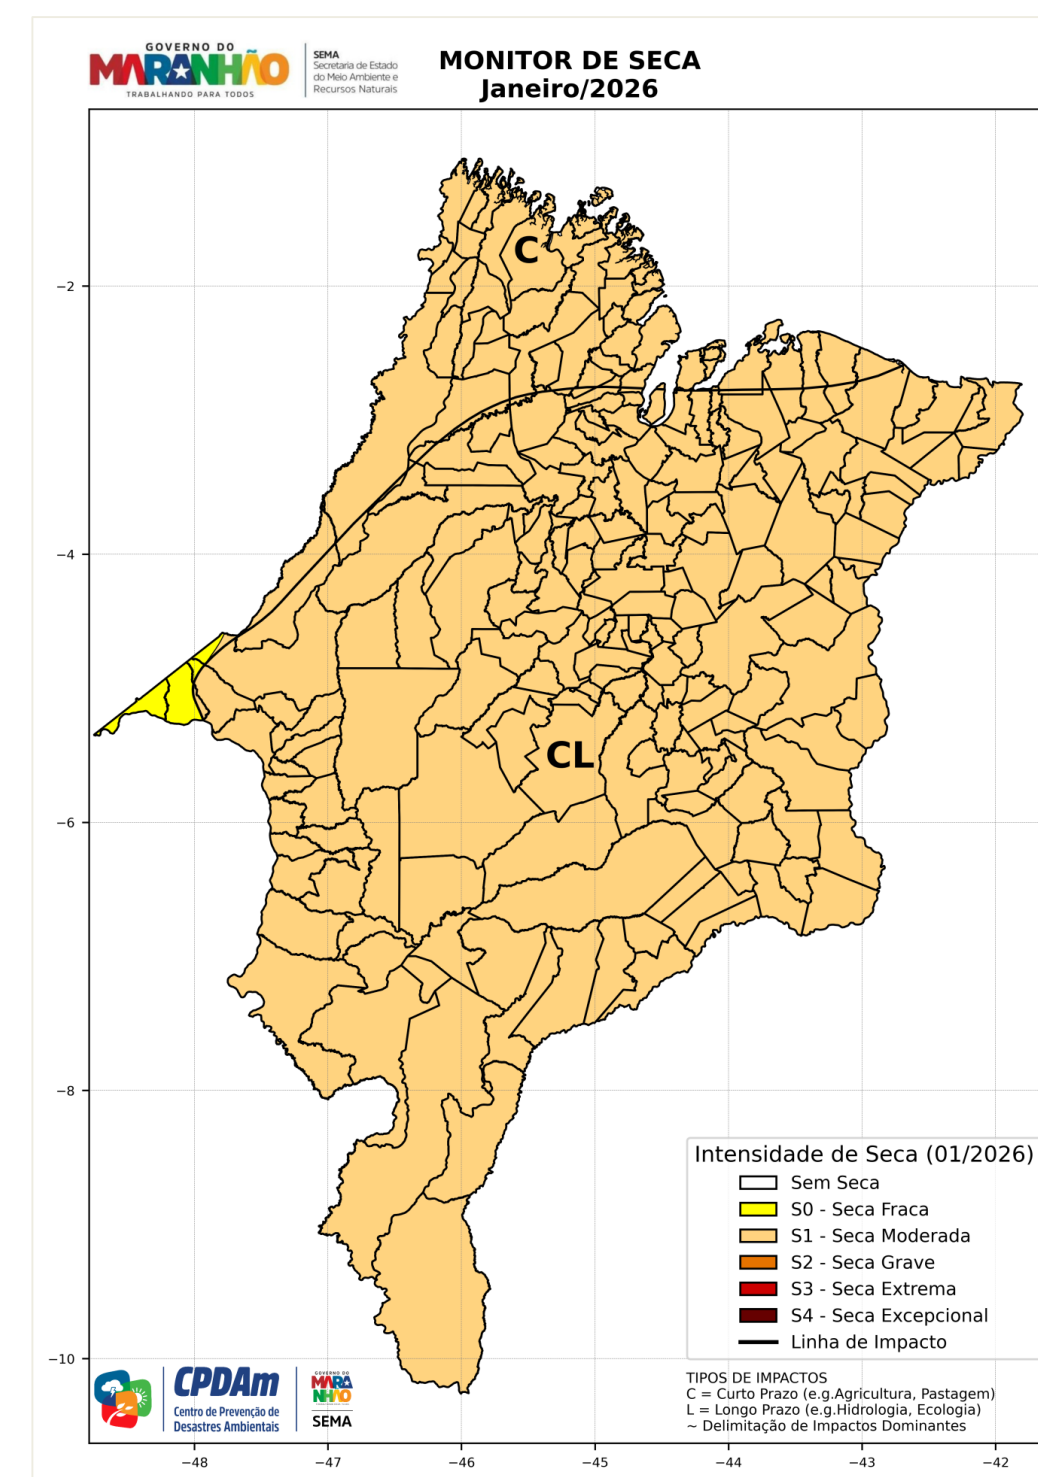 GOVERNO DO
MARANHÃO
TRABALHANDO PARA TODOS
SEMA
Secretaria de Estado
do Meio Ambiente e
Recursos Naturais
MONITOR DE SECA
Janeiro/2026
C
CL
−2
−4
−6
−8
−10
Intensidade de Seca (01/2026)
Sem Seca
S0 - Seca Fraca
S1 - Seca Moderada
S2 - Seca Grave
S3 - Seca Extrema
S4 - Seca Excepcional
Linha de Impacto
TIPOS DE IMPACTOS
C = Curto Prazo (e.g.Agricultura, Pastagem)
L = Longo Prazo (e.g.Hidrologia, Ecologia)
~ Delimitação de Impactos Dominantes
CPDAm
Centro de Prevenção de
Desastres Ambientais
GOVERNO DO
MARA
NHÃO
SEMA
−48 −47 −46 −45 −44 −43 −42